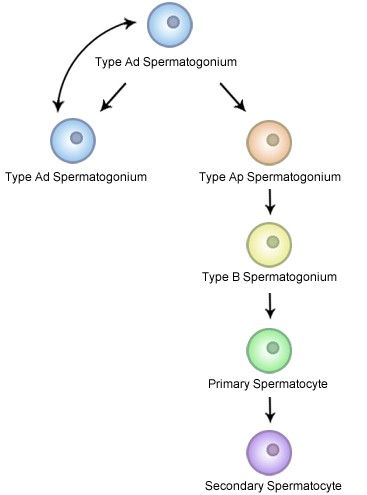 Type Ad Spermatogonium
Type Ad Spermatogonium
Type Ap Spermatogonium
Type B Spermatogonium
Primary Spermatocyte
Secondary Spermatocyte